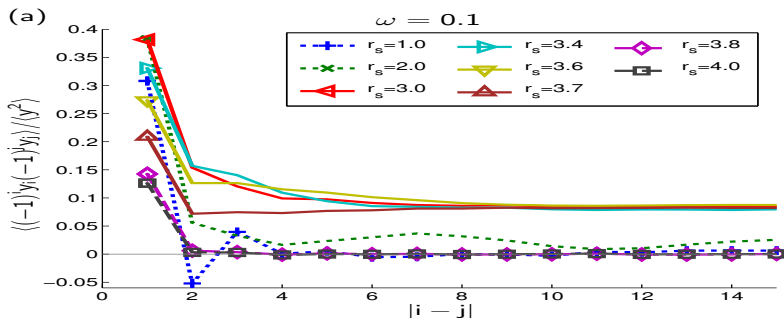 (a)
ω = 0.1
⟨(−1)^i y_i(−1)^j y_j⟩/⟨y^2⟩
0.4
0.35
0.3
0.25
0.2
0.15
0.1
0.05
0
−0.05
r_s=1.0
r_s=2.0
r_s=3.0
r_s=3.4
r_s=3.6
r_s=3.7
r_s=3.8
r_s=4.0
0 2 4 6 8 10 12 14
|i − j|